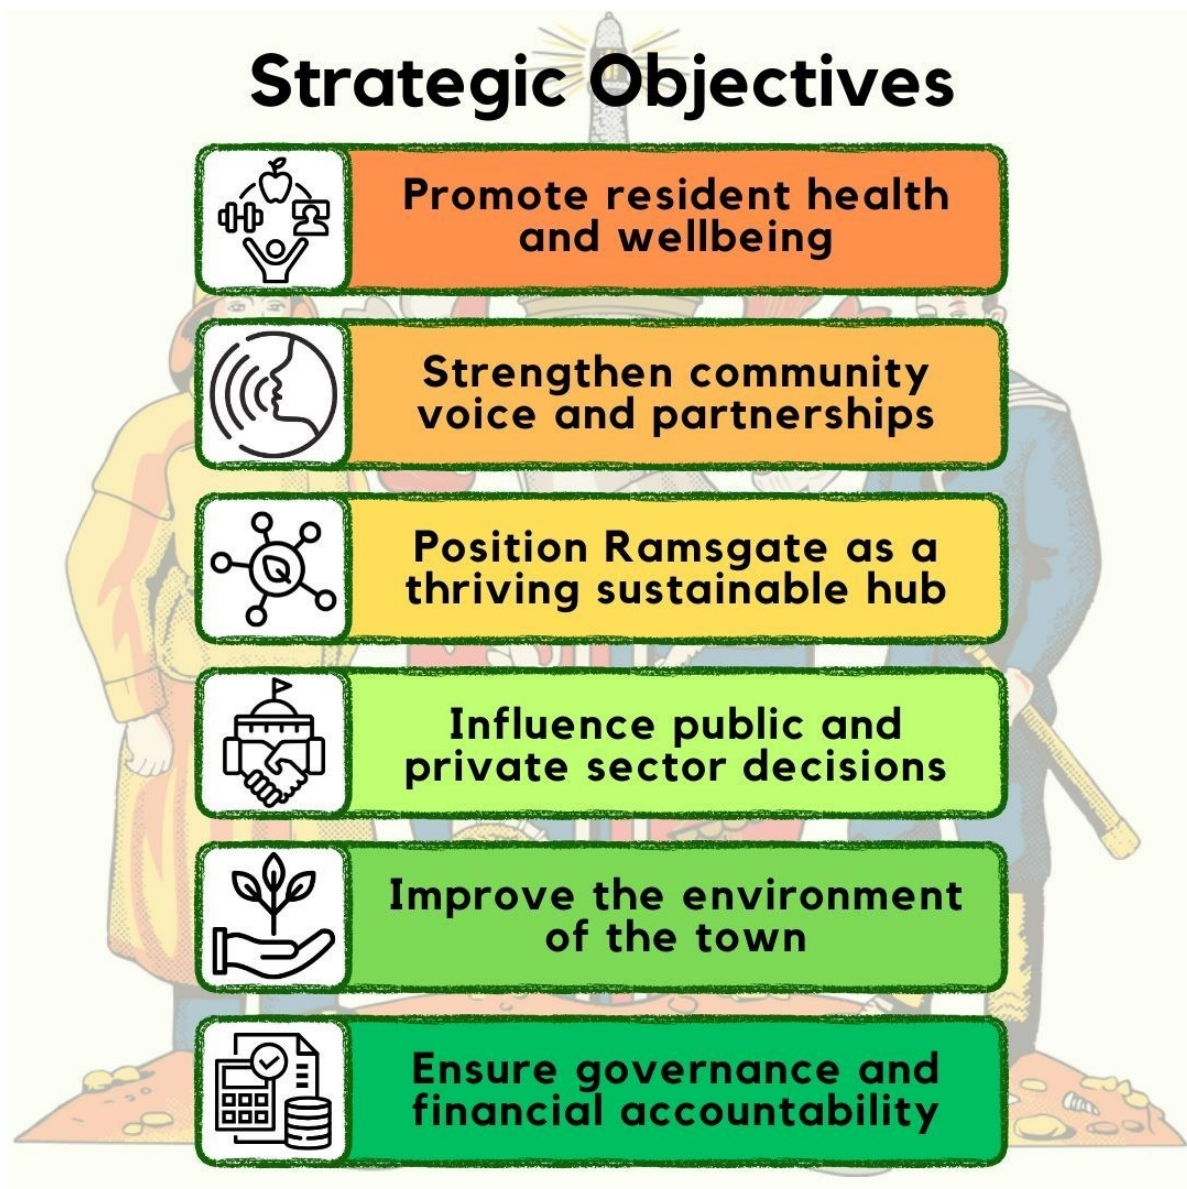 Strategic Objectives
Promote resident health
and wellbeing
Strengthen community
voice and partnerships
Position Ramsgate as a
thriving sustainable hub
Influence public and
private sector decisions
Improve the environment
of the town
Ensure governance and
financial accountability